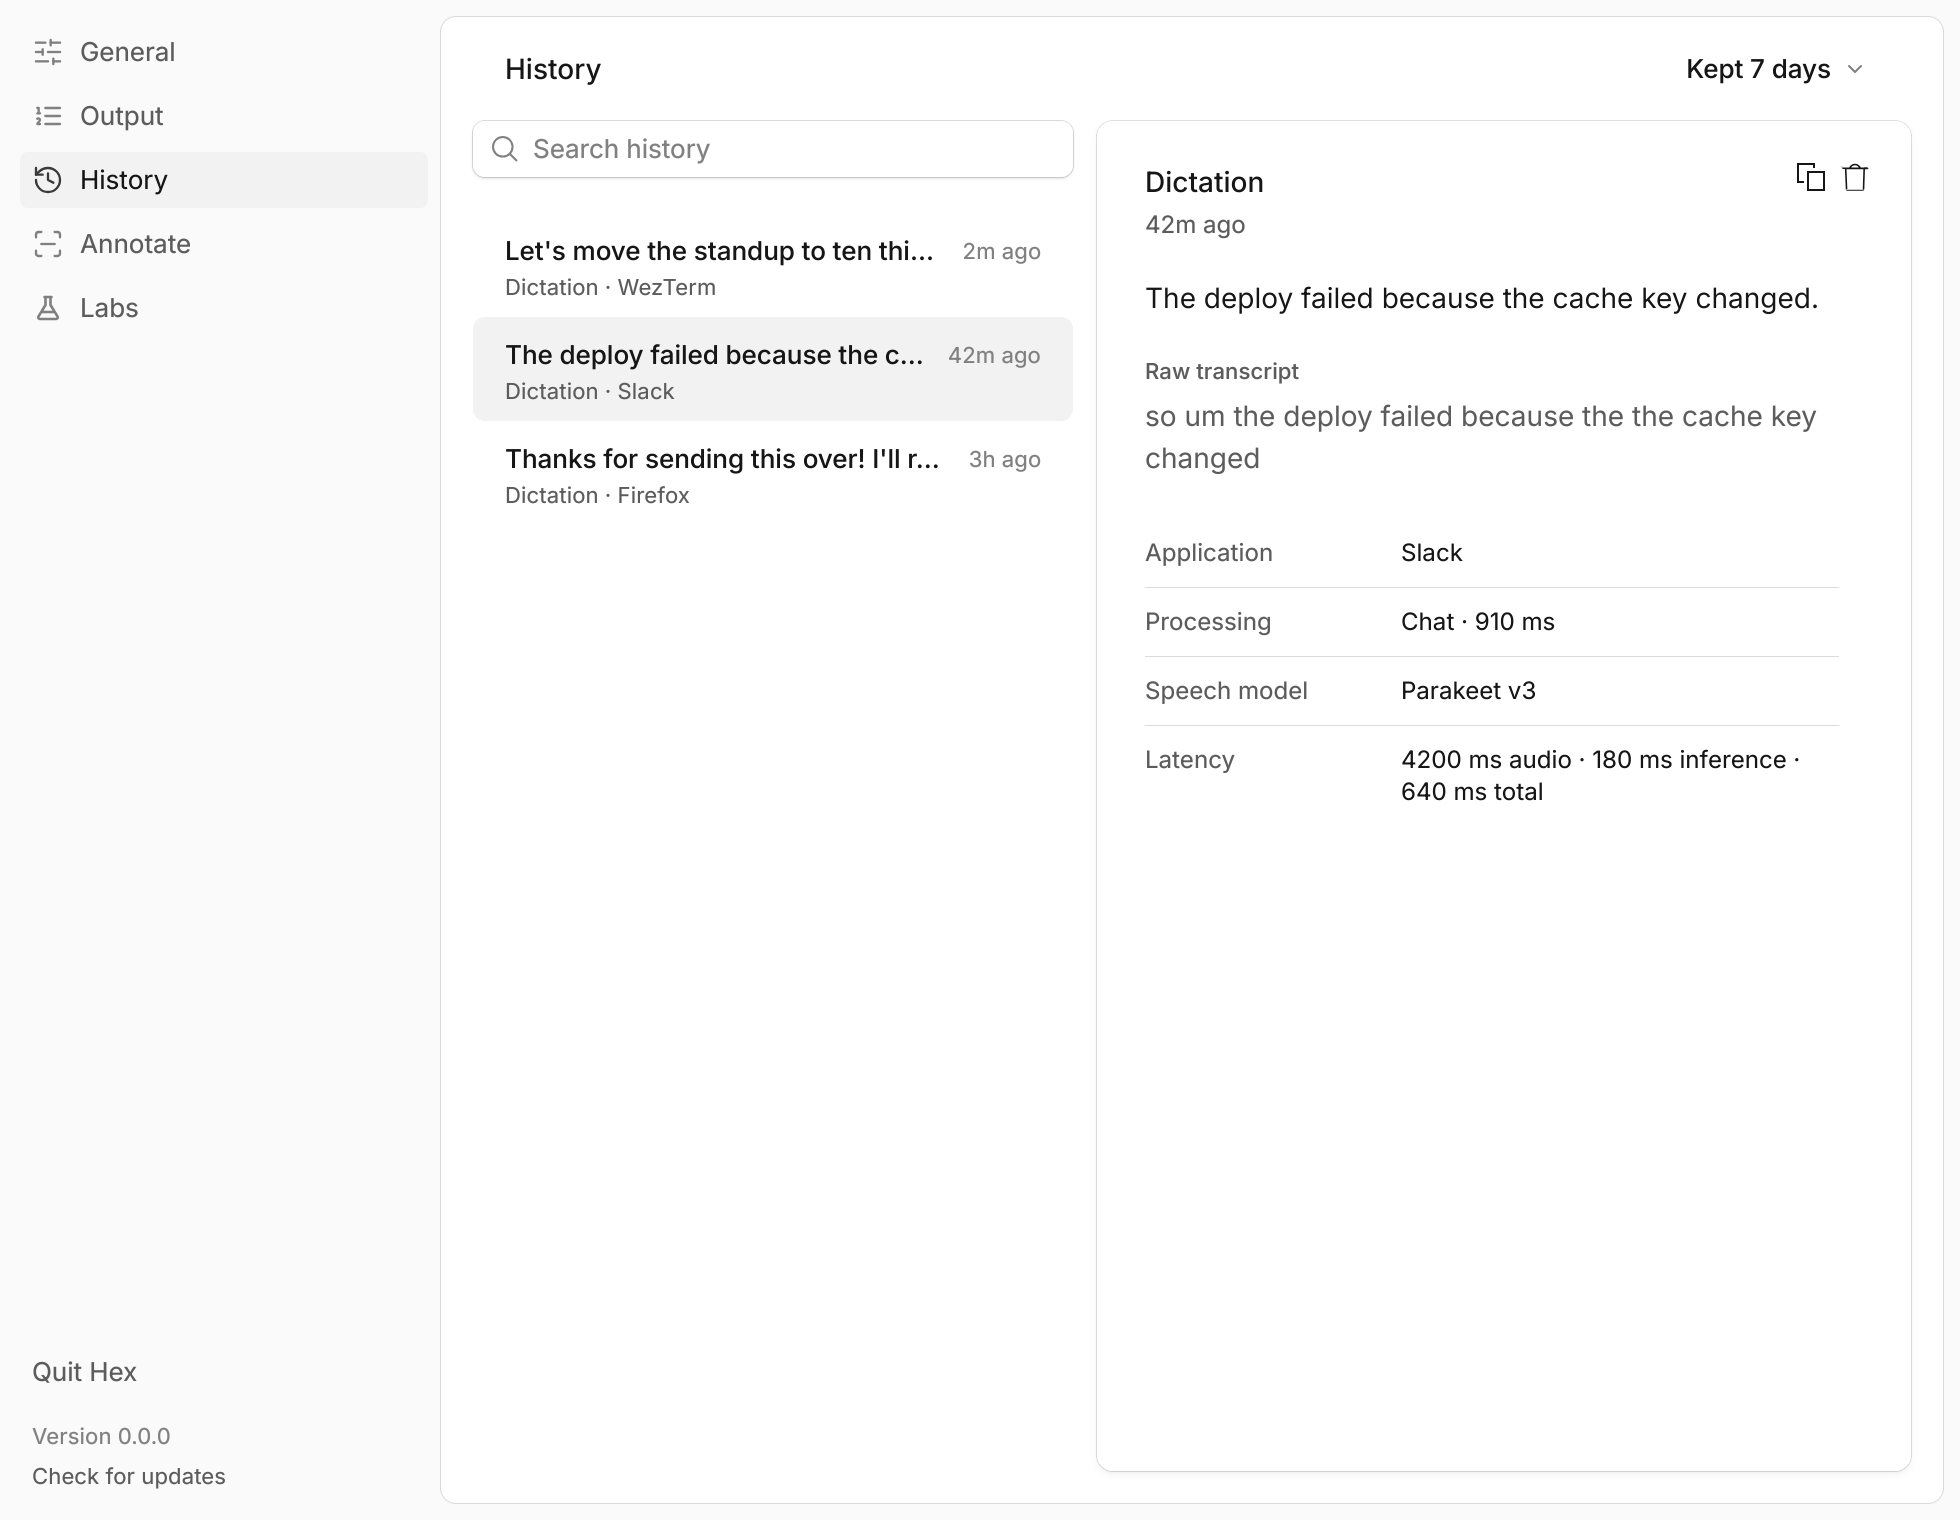 General
Output
History
Annotate
Labs
Quit Hex
Version 0.0.0
Check for updates
History
Kept 7 days
Search history
Let's move the standup to ten thi... 2m ago
Dictation · WezTerm
The deploy failed because the c... 42m ago
Dictation · Slack
Thanks for sending this over! I'll r... 3h ago
Dictation · Firefox
Dictation
42m ago
The deploy failed because the cache key changed.
Raw transcript
so um the deploy failed because the the cache key
changed
Application Slack
Processing Chat · 910 ms
Speech model Parakeet v3
Latency 4200 ms audio · 180 ms inference ·
640 ms total